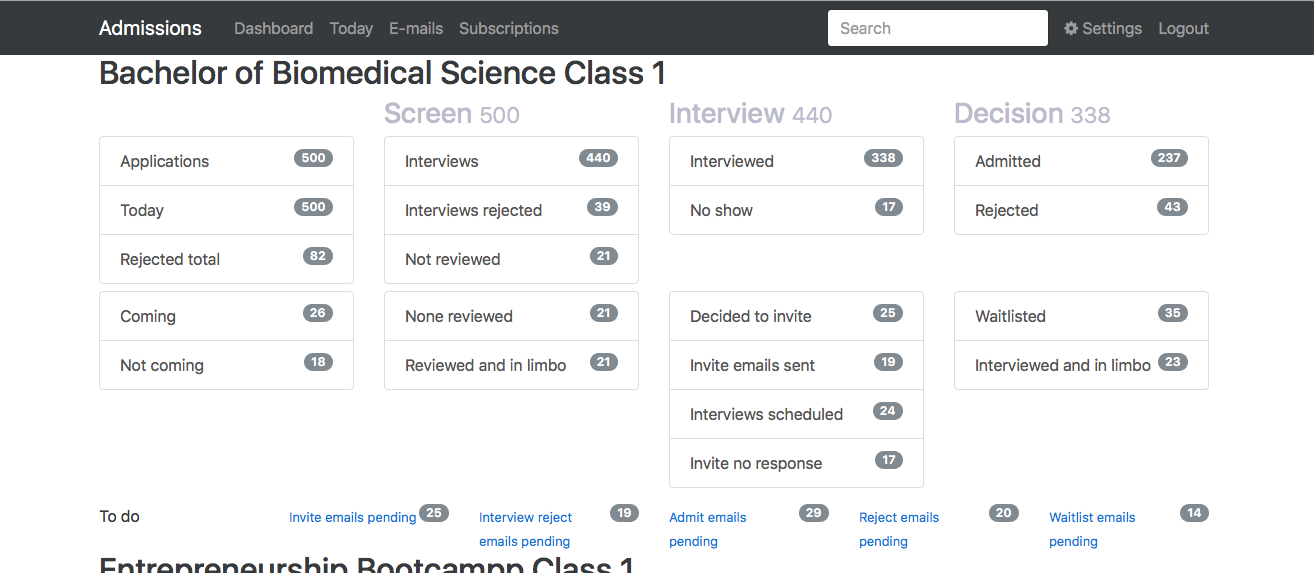 Admissions Dashboard Today E-mails Subscriptions Search Settings Logout
Bachelor of Biomedical Science Class 1
Screen 500 Interview 440 Decision 338
Applications 500 Interviews 440 Interviewed 338 Admitted 237
Today 500 Interviews rejected 39 No show 17 Rejected 43
Rejected total 82 Not reviewed 21
Coming 26 None reviewed 21 Decided to invite 25 Waitlisted 35
Not coming 18 Reviewed and in limbo 21 Invite emails sent 19 Interviewed and in limbo 23
Interviews scheduled 24
Invite no response 17
To do Invite emails pending 25 Interview reject 19 Admit emails 29 Reject emails 20 Waitlist emails 14
emails pending pending pending pending
Entrepreneurship Bootcampp Class 1